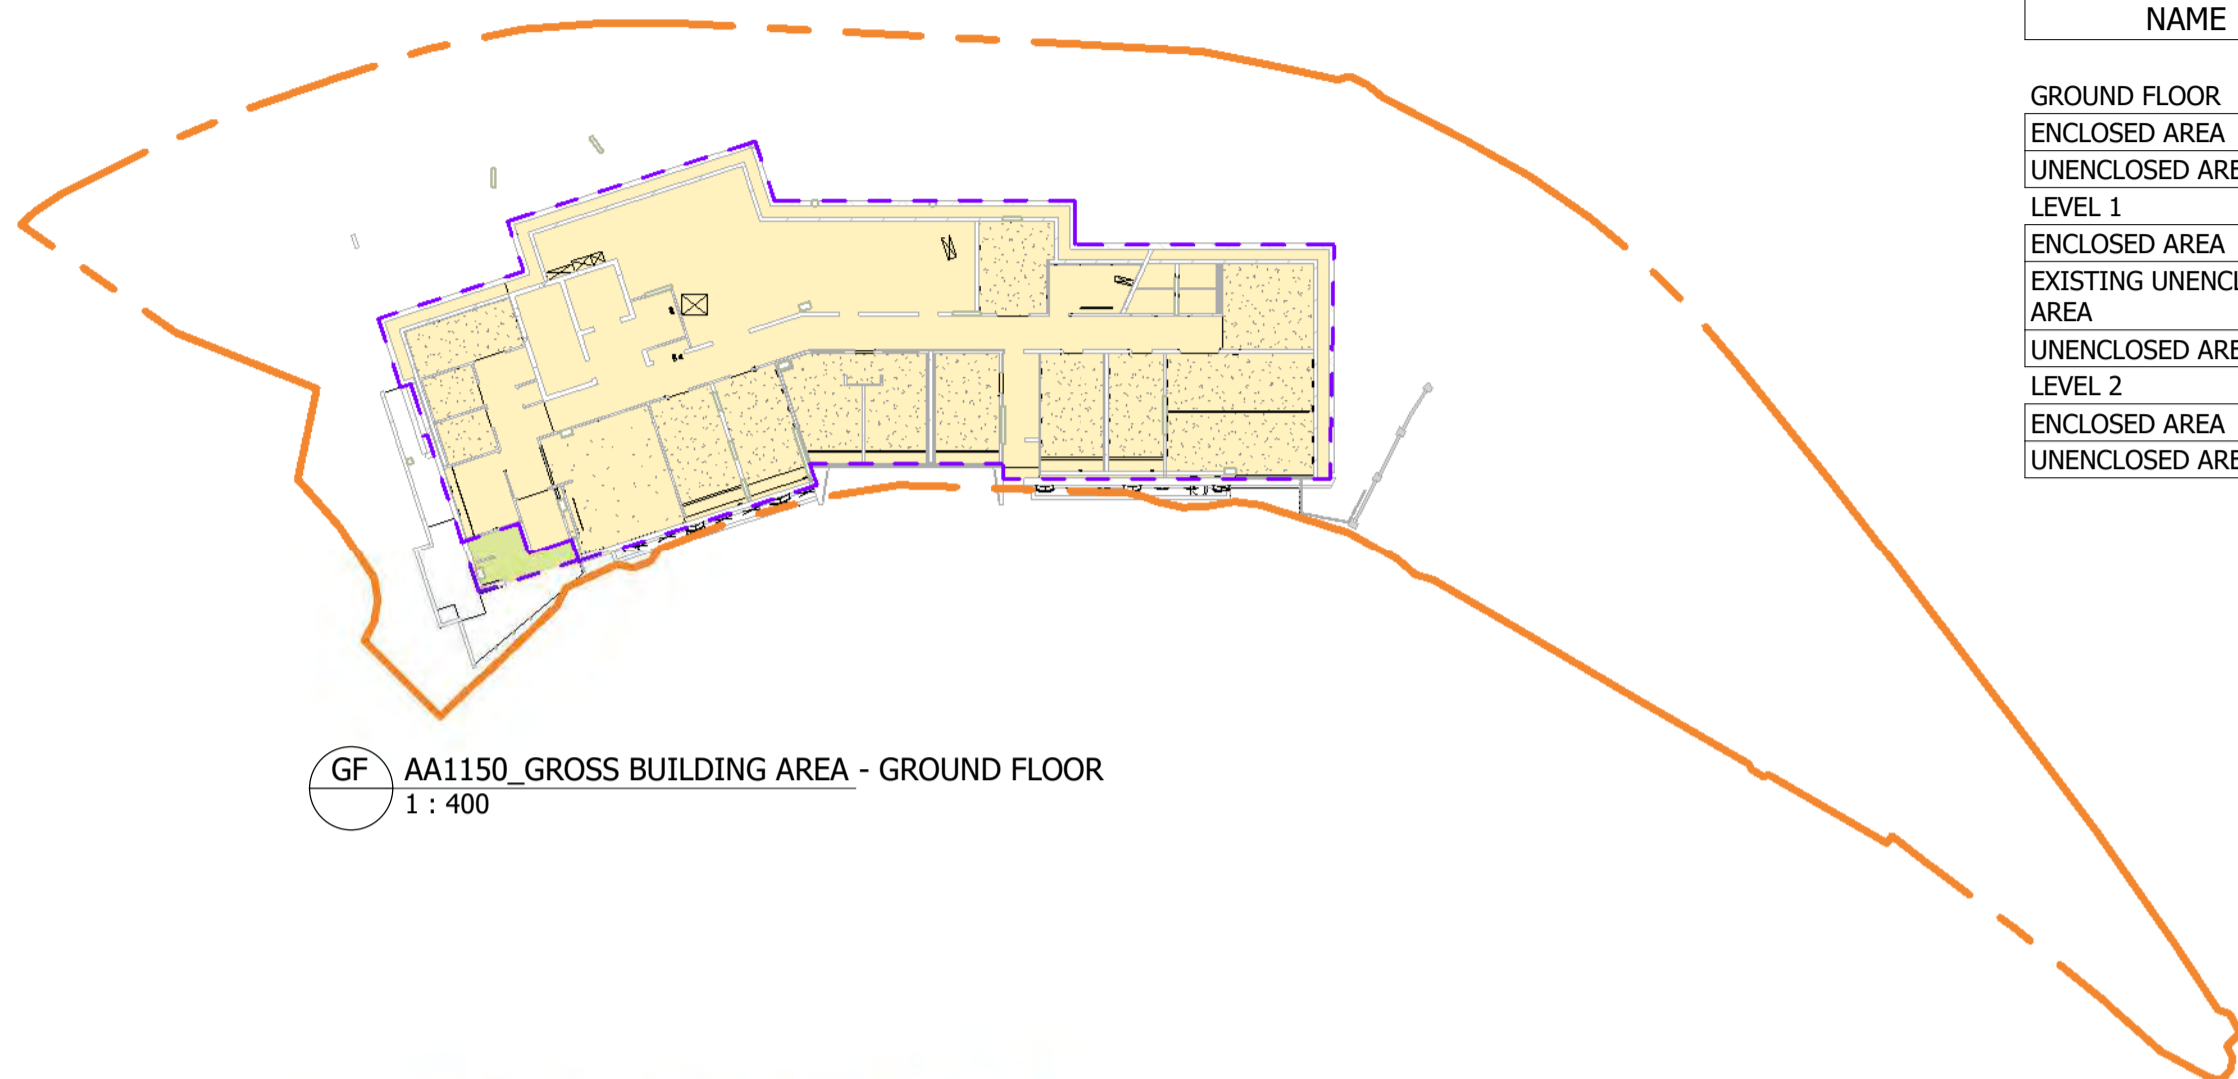 NAME
GROUND FLOOR
ENCLOSED AREA
UNENCLOSED ARE
LEVEL 1
ENCLOSED AREA
EXISTING UNENCL
AREA
UNENCLOSED ARE
LEVEL 2
ENCLOSED AREA
UNENCLOSED ARE
GF
AA1150_GROSS BUILDING AREA - GROUND FLOOR
1 : 400